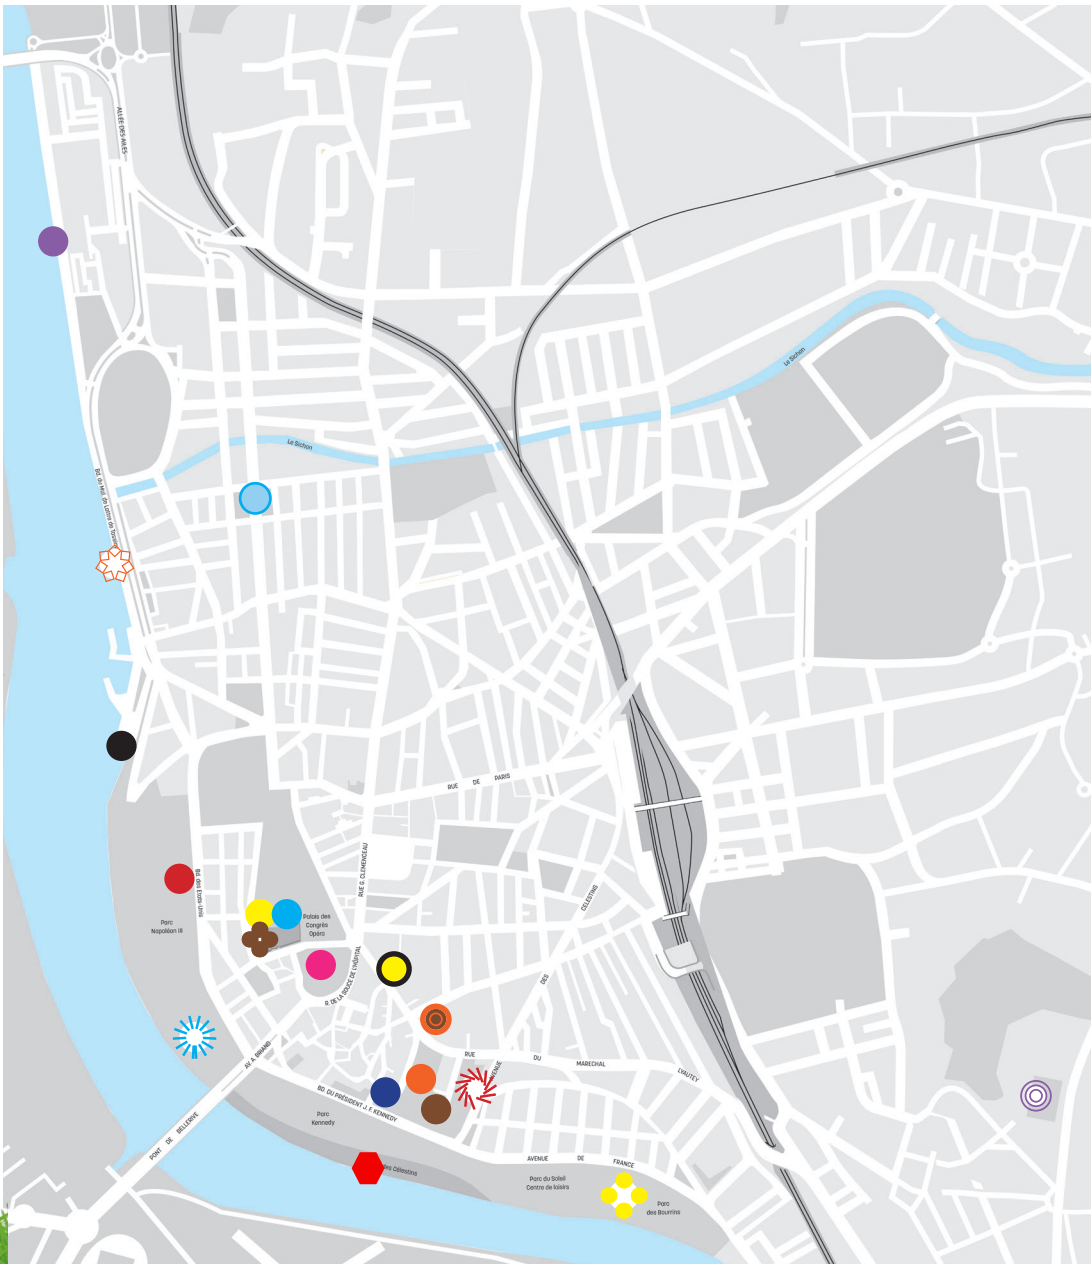 ALLÉE DES AILES
Le Sichon
Le Sichon
Bd. du Mal. de Lattre de Tassigny
RUE DE PARIS
RUE G. CLEMENCEAU
Bd. des Etats-Unis
CELESTINS
DES
AVENUE
Parc
Napoléon III
Palais des
Congrès
Opéra
R. DE LA SOURCE DE L'HÔPITAL
AV. A. BRIAND
RUE DU MARECHAL LYAUTEY
BD. DU PRÉSIDENT J. F. KENNEDY
Parc
Kennedy
PONT DE BELLERIVE
des Célestins
AVENUE DE FRANCE
Parc du Soleil
Centre de loisirs
Parc
des Bourrins